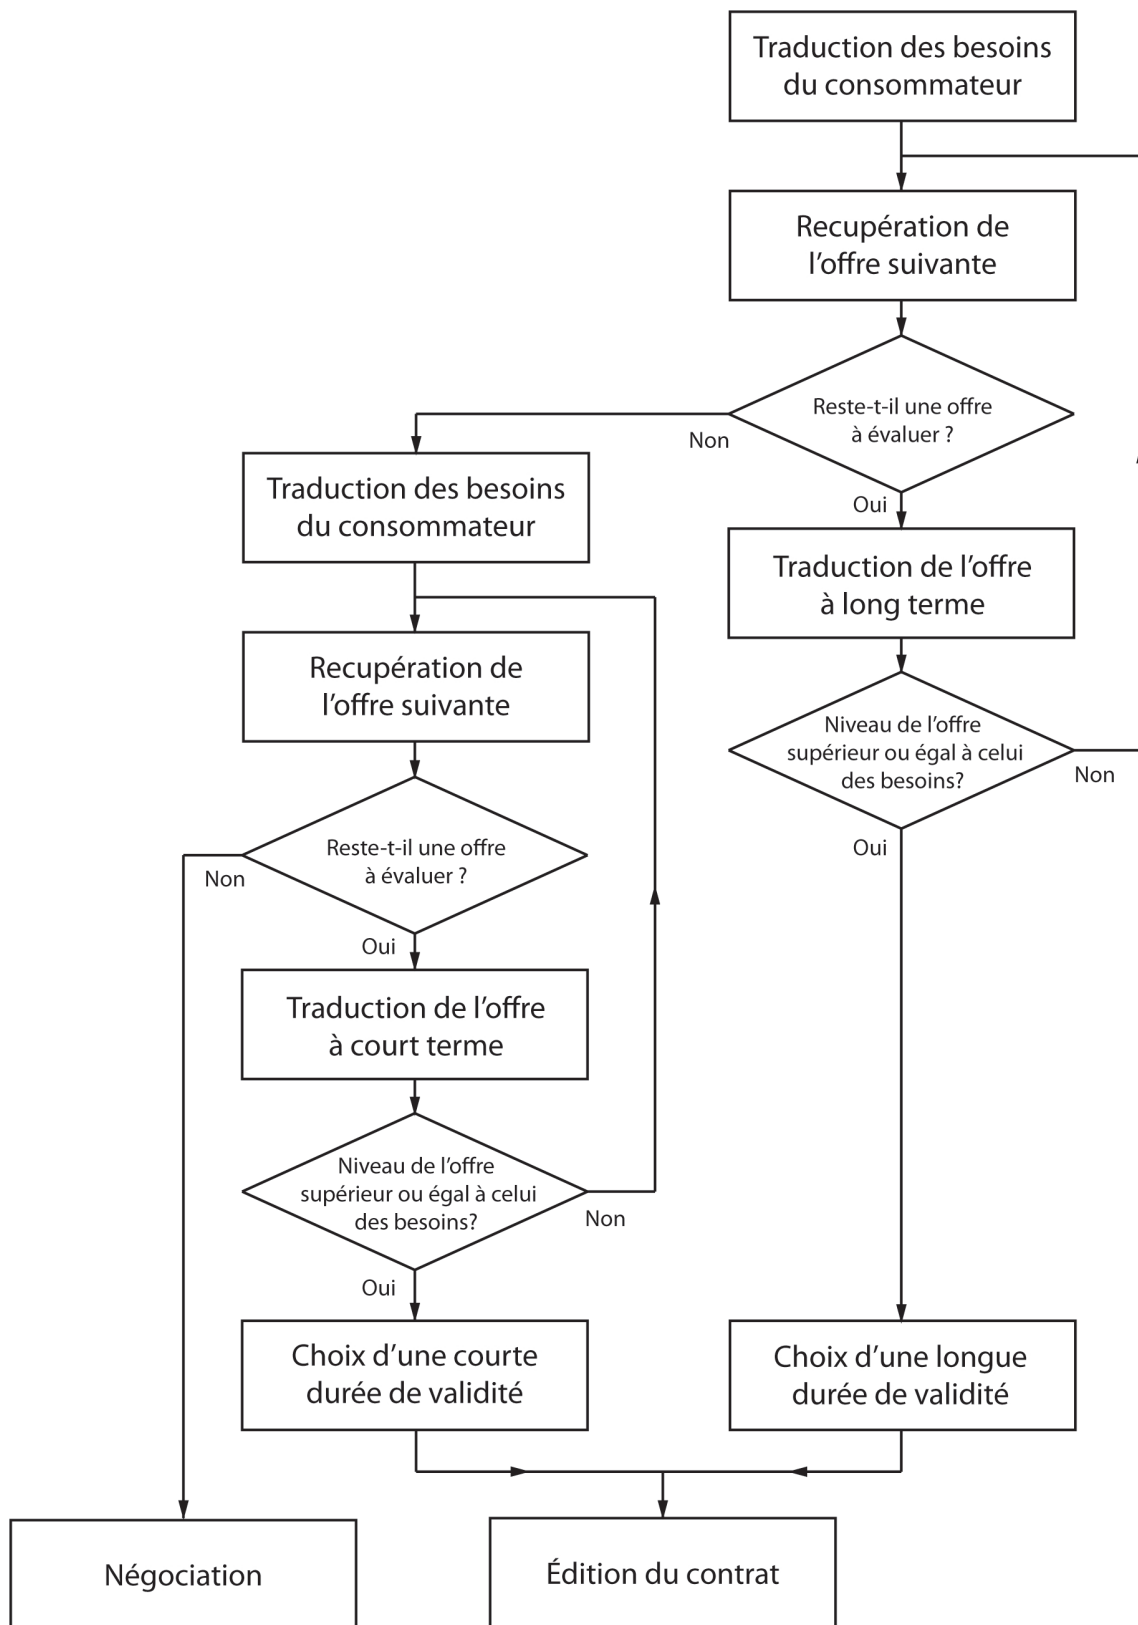 Traduction des besoins
du consommateur
Recupération de
l'offre suivante
Reste-t-il une offre
à évaluer ?
Non
Oui
Traduction de l'offre
à long terme
Niveau de l'offre
supérieur ou égal à celui
des besoins?
Non
Oui
Traduction des besoins
du consommateur
Recupération de
l'offre suivante
Reste-t-il une offre
à évaluer ?
Non
Oui
Traduction de l'offre
à court terme
Niveau de l'offre
supérieur ou égal à celui
des besoins?
Non
Oui
Choix d'une courte
durée de validité
Choix d'une longue
durée de validité
Négociation
Édition du contrat